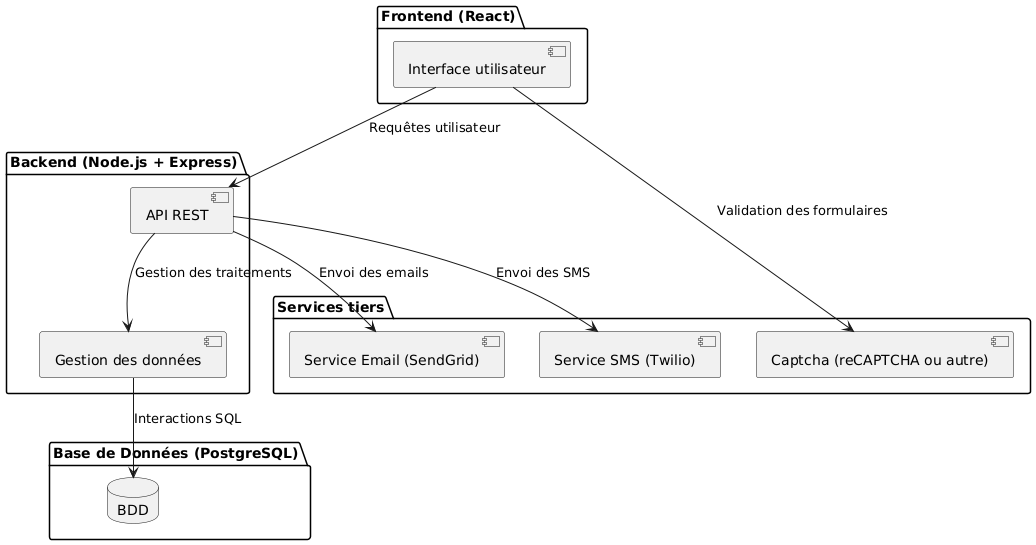 Frontend (React)
Interface utilisateur
Requêtes utilisateur
Backend (Node.js + Express)
API REST
Validation des formulaires
Gestion des traitements
Envoi des emails
Envoi des SMS
Services tiers
Gestion des données
Service Email (SendGrid)
Service SMS (Twilio)
Captcha (reCAPTCHA ou autre)
Interactions SQL
Base de Données (PostgreSQL)
BDD